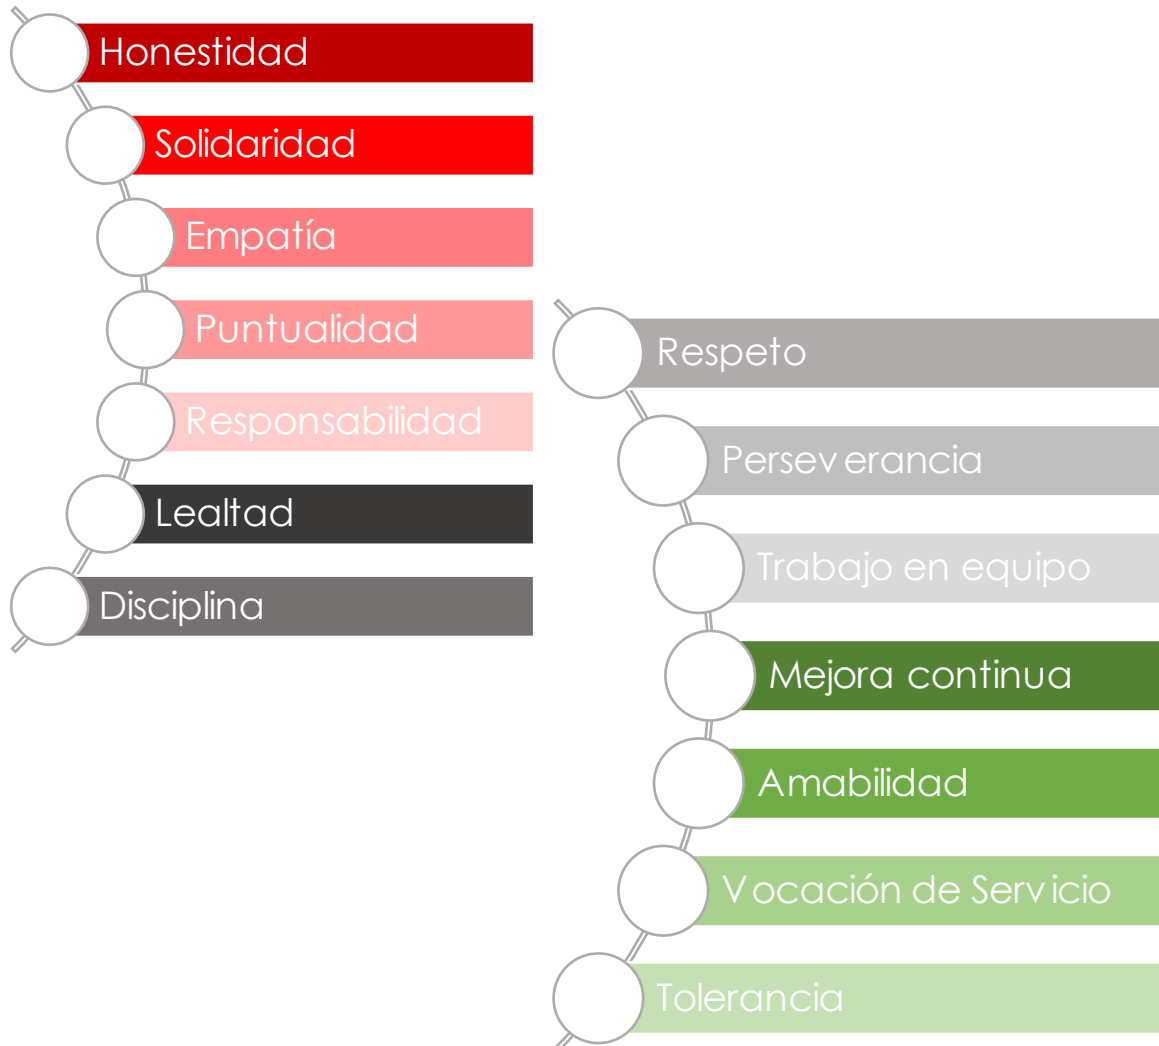 Honestidad
Solidaridad
Empatía
Puntualidad
Responsabilidad
Lealtad
Disciplina
Respeto
Perseverancia
Trabajo en equipo
Mejora continua
Amabilidad
Vocación de Servicio
Tolerancia